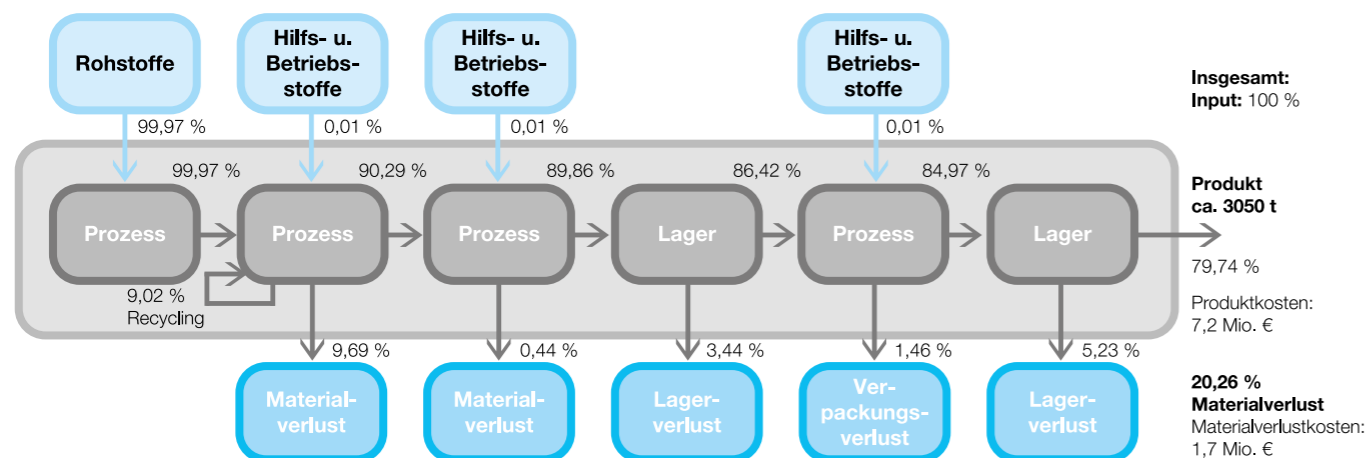 Rohstoffe
Hilfs- u.
Betriebs-
stoffe
Hilfs- u.
Betriebs-
stoffe
Hilfs- u.
Betriebs-
stoffe
Insgesamt:
Input: 100 %
99,97 %
0,01 %
0,01 %
0,01 %
99,97 %
90,29 %
89,86 %
86,42 %
84,97 %
Produkt
ca. 3050 t
Prozess
Prozess
Prozess
Lager
Prozess
Lager
79,74 %
9,02 %
Recycling
Produktkosten:
7,2 Mio. €
9,69 %
0,44 %
3,44 %
1,46 %
5,23 %
Material-
verlust
Material-
verlust
Lager-
verlust
Ver-
packungs-
verlust
Lager-
verlust
20,26 %
Materialverlust
Materialverlustkosten:
1,7 Mio. €